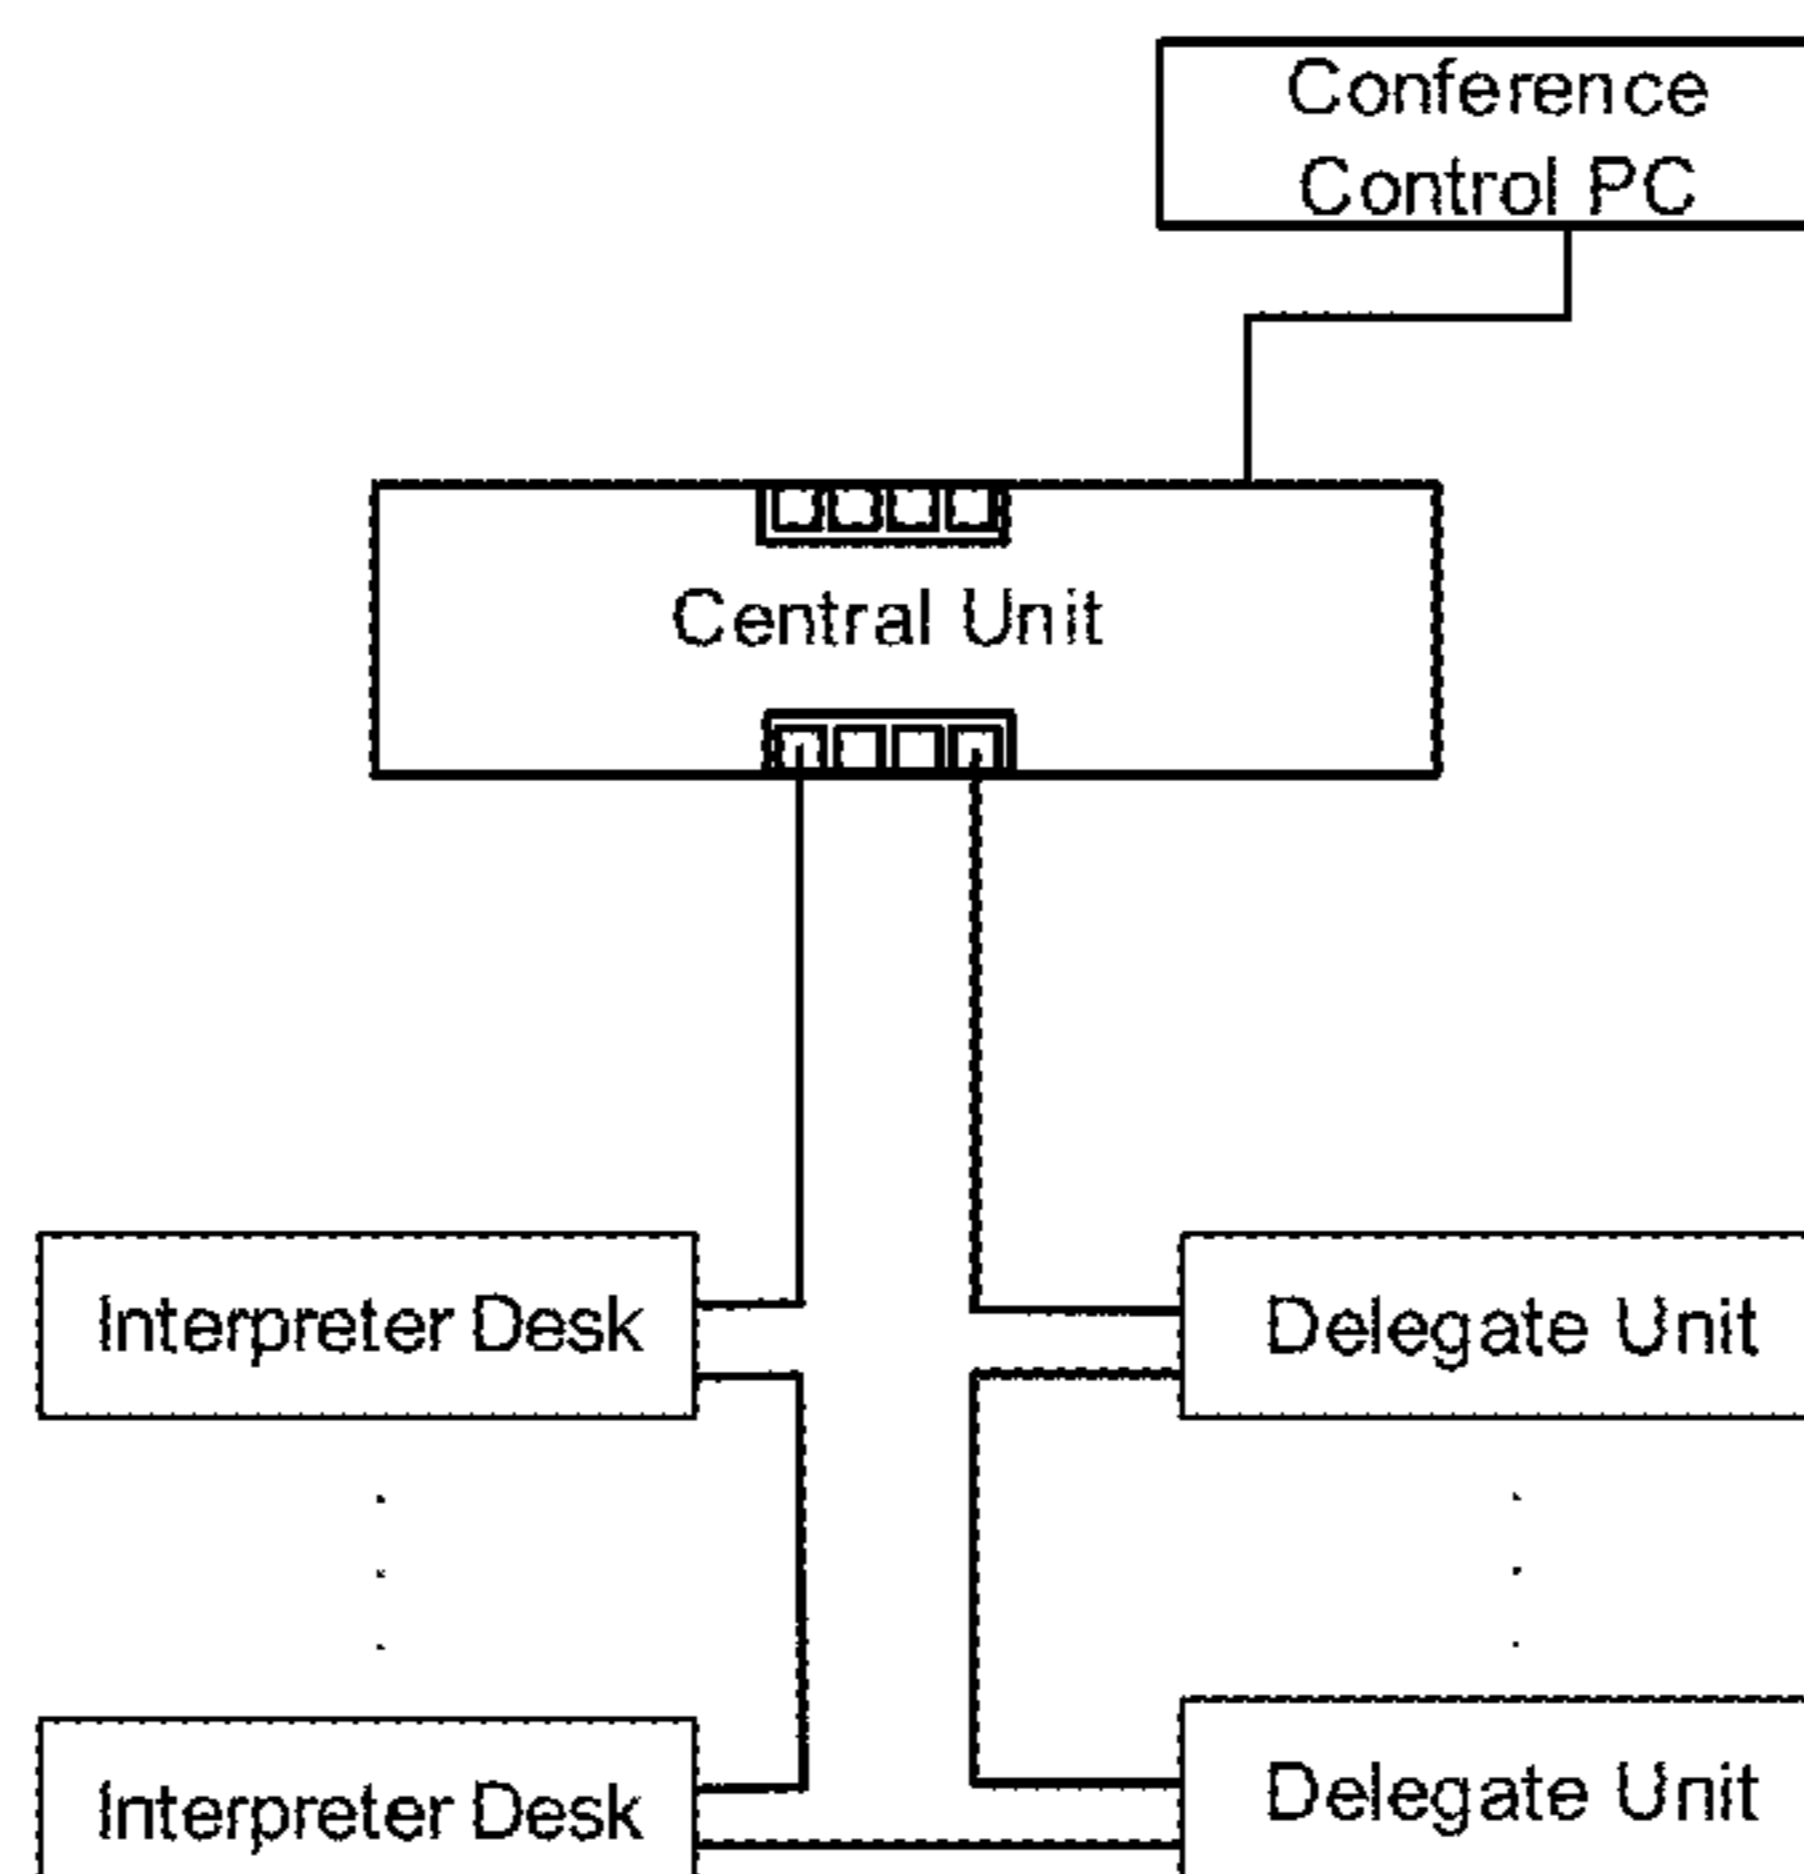 Conference
Control PC
Central Unit
Interpreter Desk
Delegate Unit
Interpreter Desk
Delegate Unit